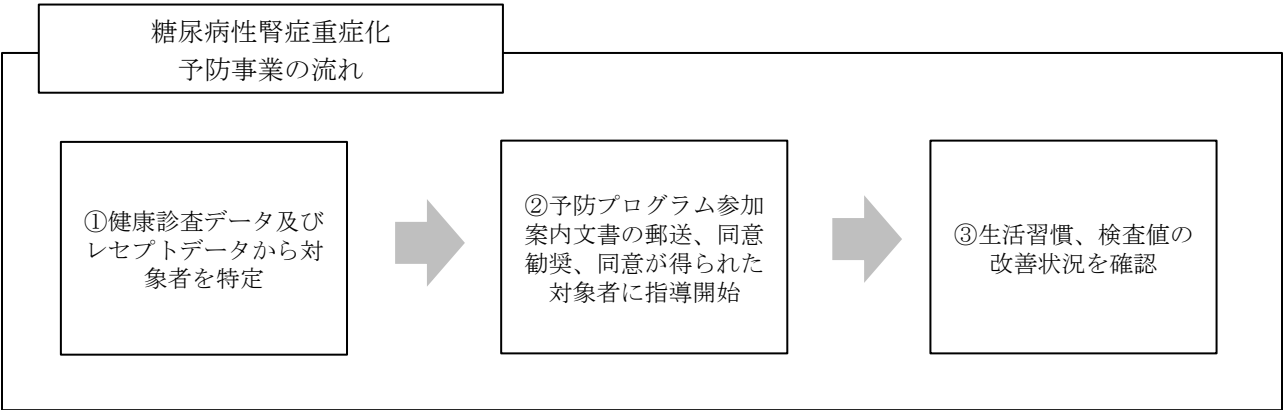 糖尿病性腎症重症化
予防事業の流れ
①健康診査データ及び
レセプトデータから対
象者を特定
②予防プログラム参加
案内文書の郵送、同意
勧奨、同意が得られた
対象者に指導開始
③生活習慣、検査値の
改善状況を確認